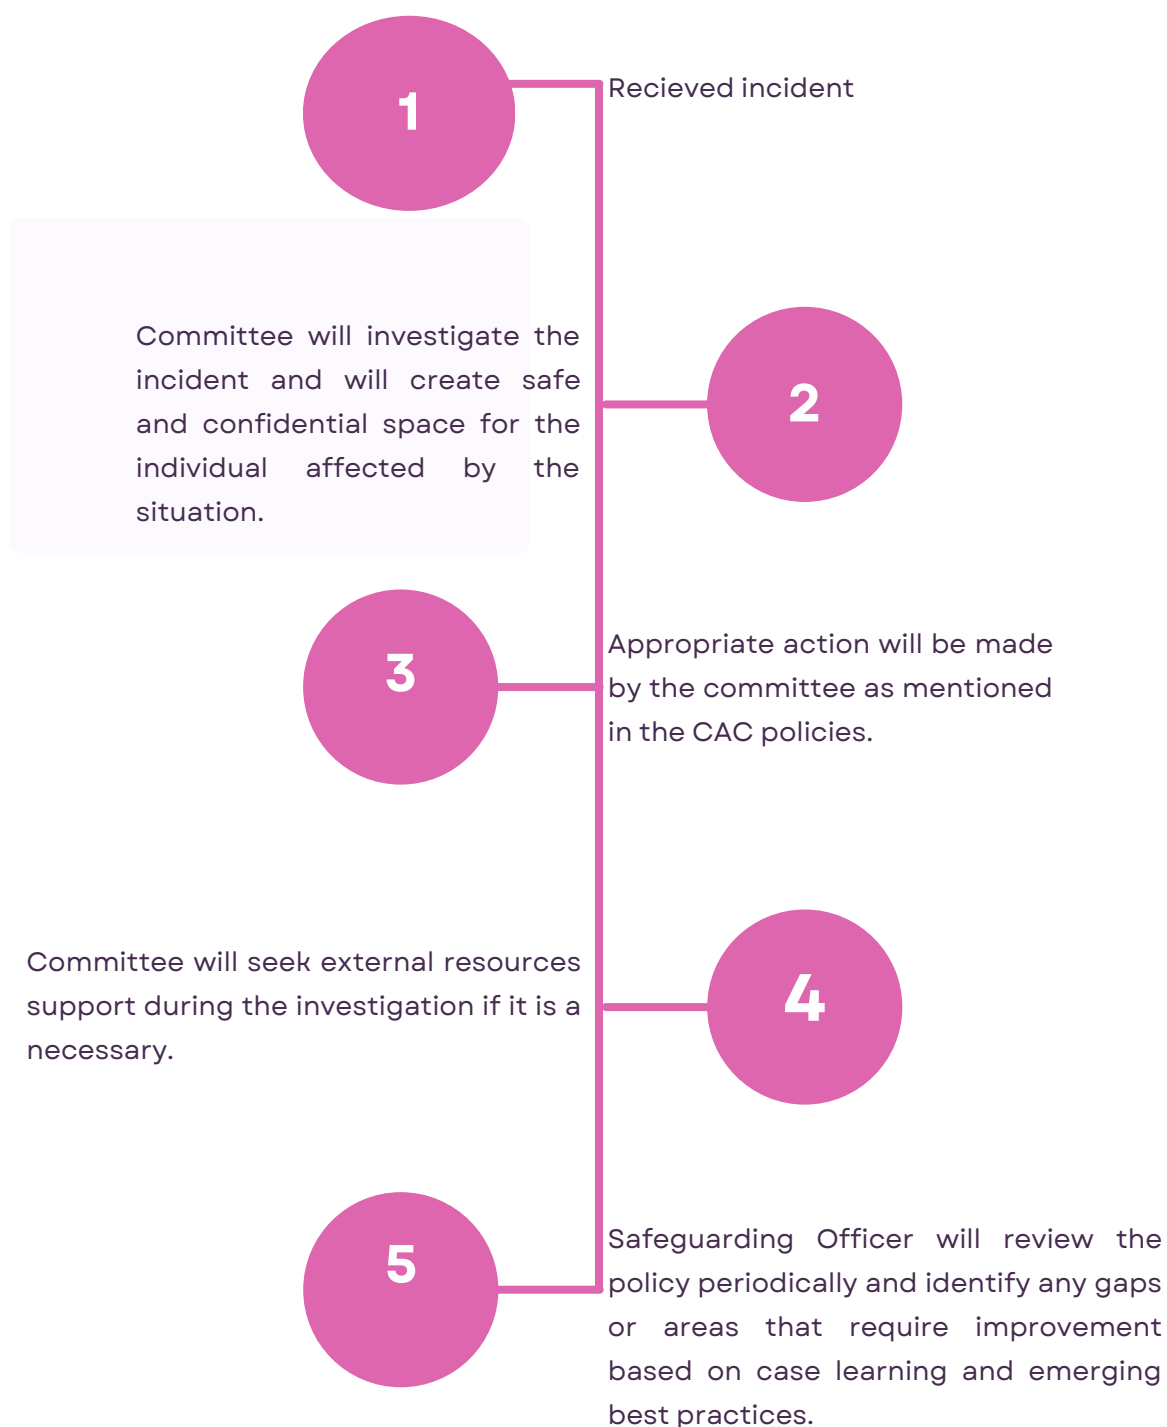 1
Recieved incident
Committee will investigate the
incident and will create safe
and confidential space for the
individual affected by the
situation.
2
3
Appropriate action will be made
by the committee as mentioned
in the CAC policies.
Committee will seek external resources
support during the investigation if it is a
necessary.
4
5
Safeguarding Officer will review the
policy periodically and identify any gaps
or areas that require improvement
based on case learning and emerging
best practices.